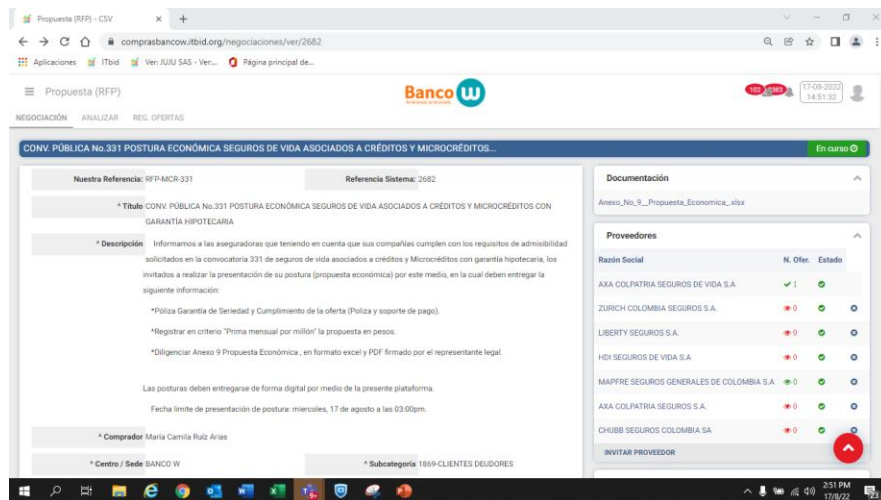 Propuesta (RFP) - CSV
comprasbancow.itbid.org/negociaciones/ver/2682
Aplicaciones ITbid Ver: JUJU SAS - Ver:... Página principal de...
Propuesta (RFP)
Banco W
17-08-2022
14:51:32
NEGOCIACIÓN ANALIZAR REG. OFERTAS
CONV. PÚBLICA No.331 POSTURA ECONÓMICA SEGUROS DE VIDA ASOCIADOS A CRÉDITOS Y MICROCRÉDITOS...
En curso
Nuestra Referencia: RFP-MCR-331 Referencia Sistema: 2682
* Título CONV. PÚBLICA No.331 POSTURA ECONÓMICA SEGUROS DE VIDA ASOCIADOS A CRÉDITOS Y MICROCRÉDITOS CON
GARANTÍA HIPOTECARIA
* Descripción Informamos a las aseguradoras que teniendo en cuenta que sus compañías cumplen con los requisitos de admisibilidad
solicitados en la convocatoria 331 de seguros de vida asociados a créditos y Microcréditos con garantía hipotecaria, los
invitados a realizar la presentación de su postura (propuesta económica) por este medio, en la cual deben entregar la
siguiente información:
*Póliza Garantía de Seriedad y Cumplimiento de la oferta (Poliza y soporte de pago).
*Registrar en criterio "Prima mensual por millón" la propuesta en pesos.
*Diligenciar Anexo 9 Propuesta Económica , en formato excel y PDF firmado por el representante legal.
Las posturas deben entregarse de forma digital por medio de la presente plataforma.
Fecha limite de presentación de postura: miercoles, 17 de agosto a las 03:00pm.
* Comprador Maria Camila Ruiz Arias
* Centro / Sede BANCO W * Subcategoría 1869-CLIENTES DEUDORES
Documentación
Anexo_No_9__Propuesta_Economica_.xlsx
Proveedores
Razón Social N. Ofer. Estado
AXA COLPATRIA SEGUROS DE VIDA S.A 1
ZURICH COLOMBIA SEGUROS S.A. 0
LIBERTY SEGUROS S.A. 0
HDI SEGUROS DE VIDA S.A 0
MAPFRE SEGUROS GENERALES DE COLOMBIA S.A 0
AXA COLPATRIA SEGUROS S.A. 0
CHUBB SEGUROS COLOMBIA SA 0
INVITAR PROVEEDOR
2:51 PM
17/8/22